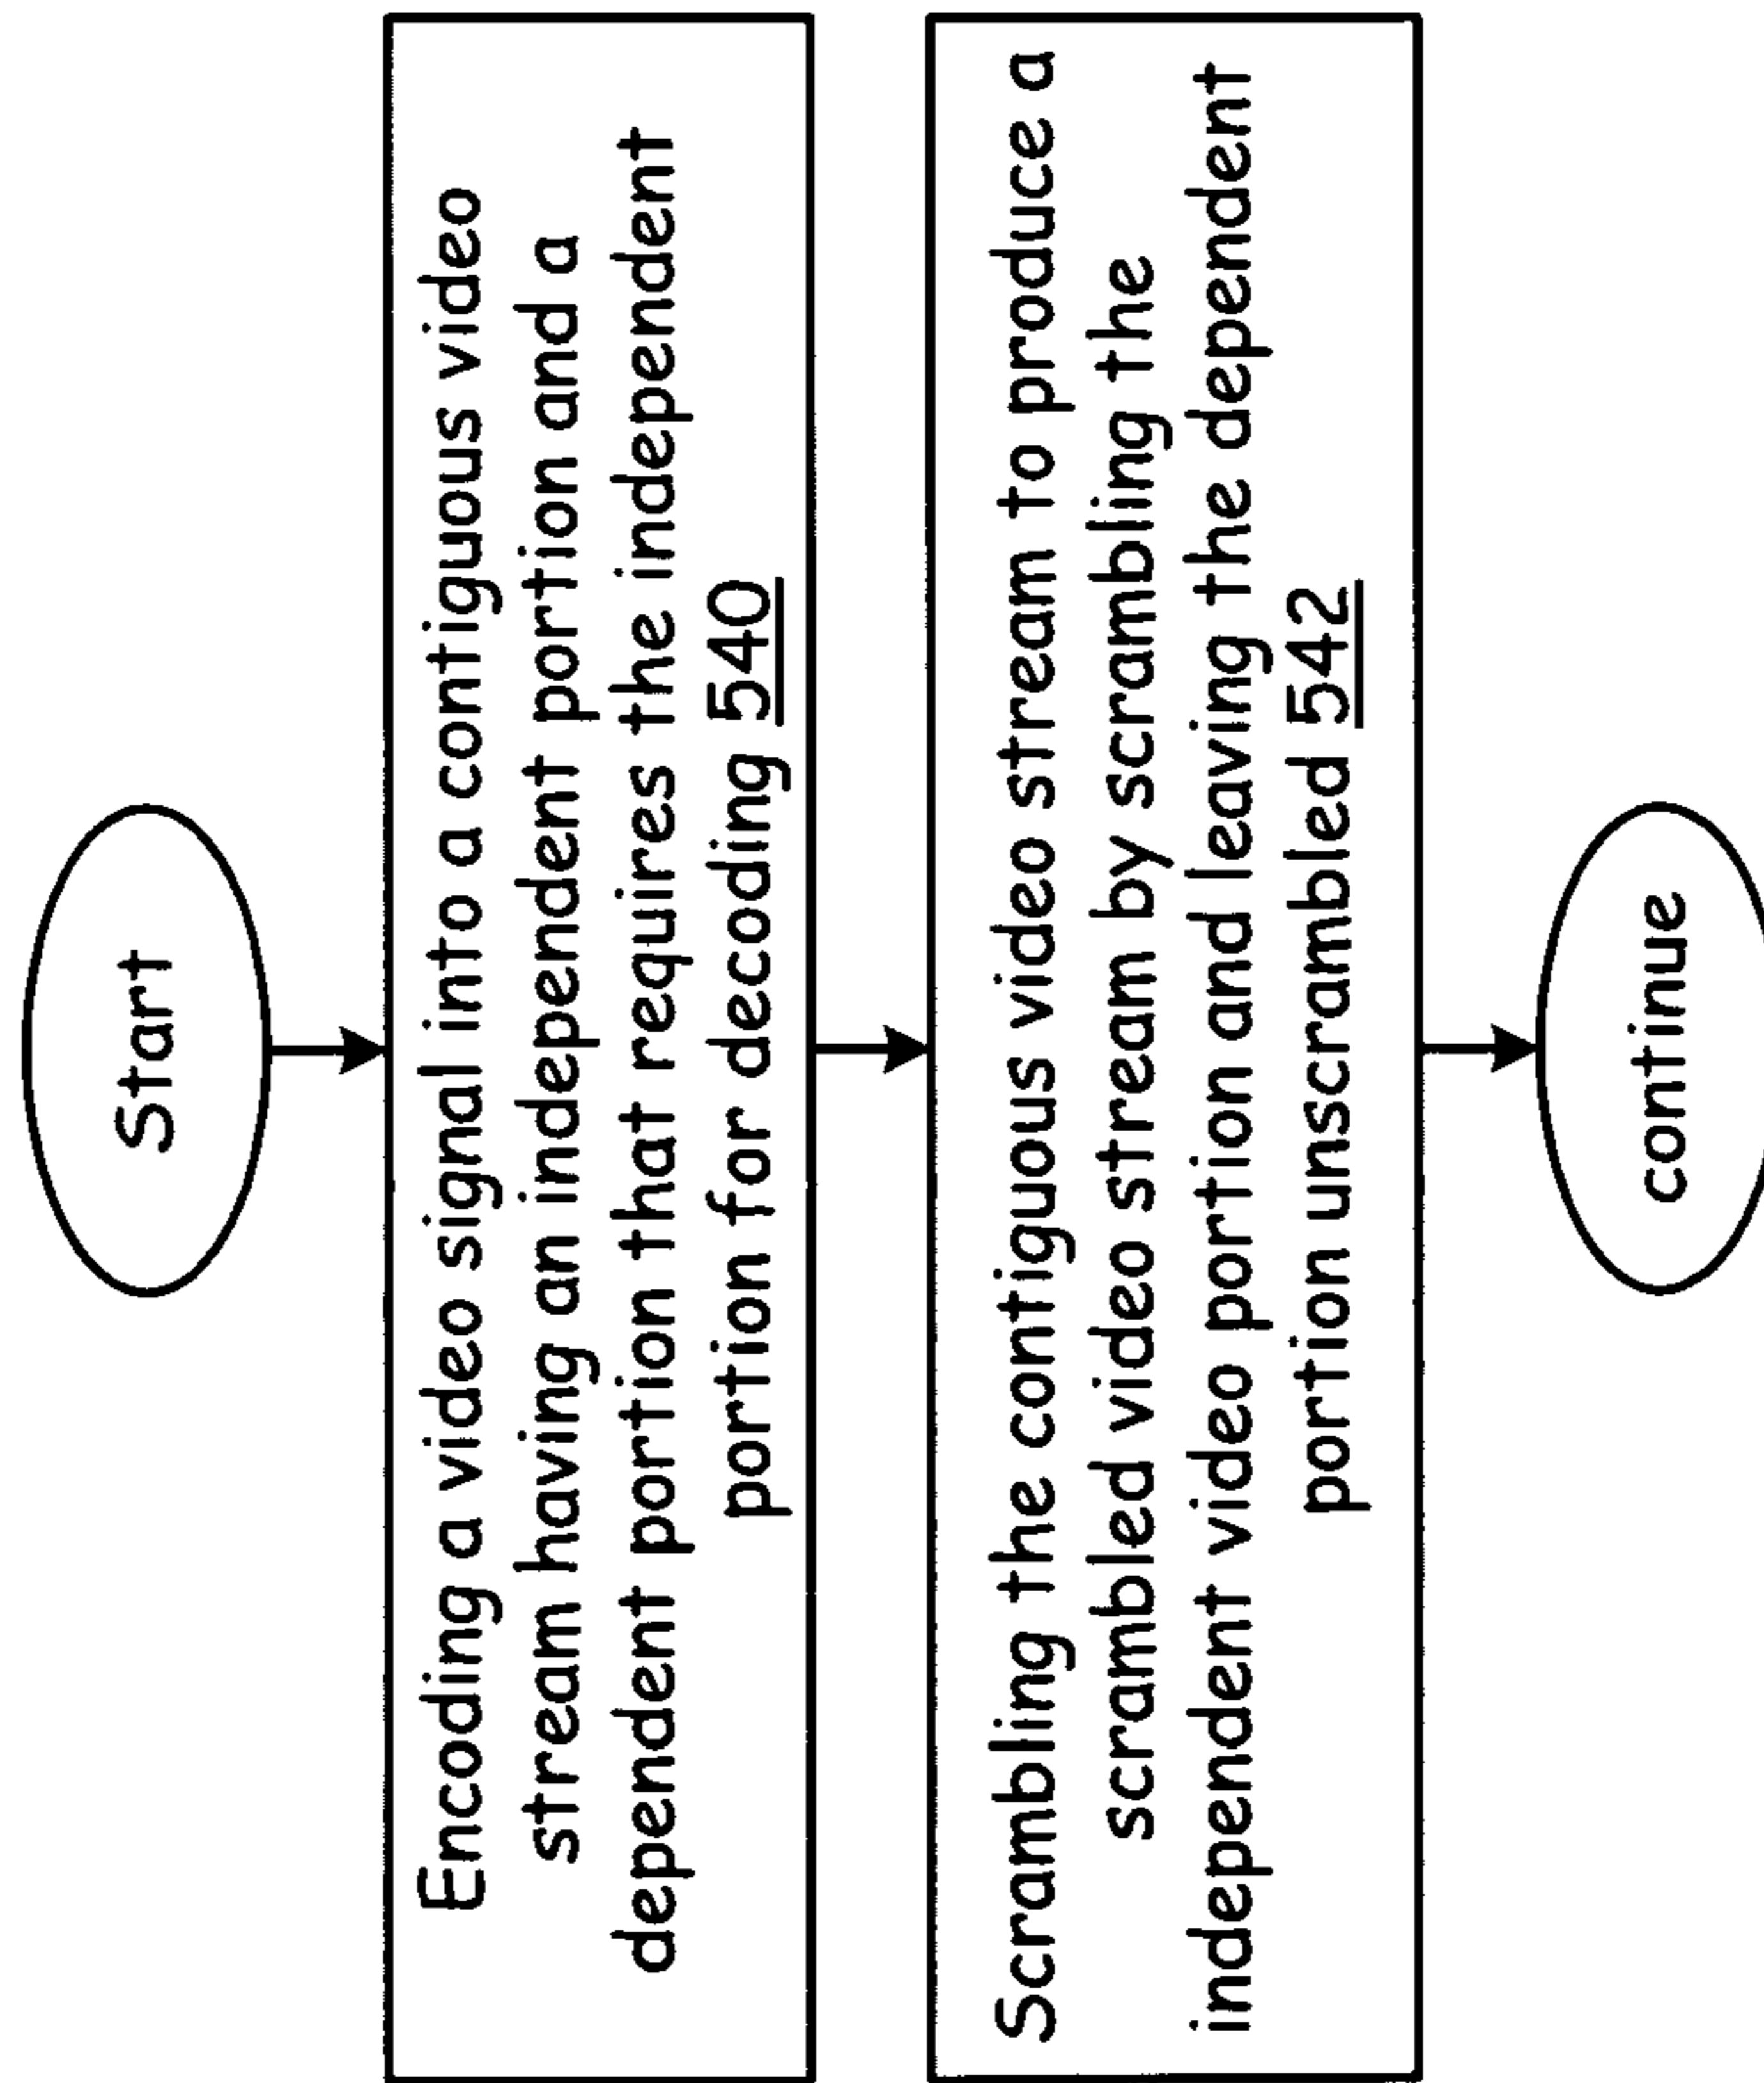 Start
Encoding a video signal into a contiguous video
stream having an independent portion and a
dependent portion that requires the independent
portion for decoding 540
Scrambling the contiguous video stream to produce a
scrambled video stream by scrambling the
independent video portion and leaving the dependent
portion unscrambled 542
continue